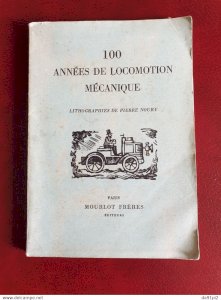 100
ANNÉES DE LOCOMOTION
MÉCANIQUE
LITHOGRAPHIES DE PIERRE NOURY
PARIS
MOURLOT FRÈRES
ÉDITEURS